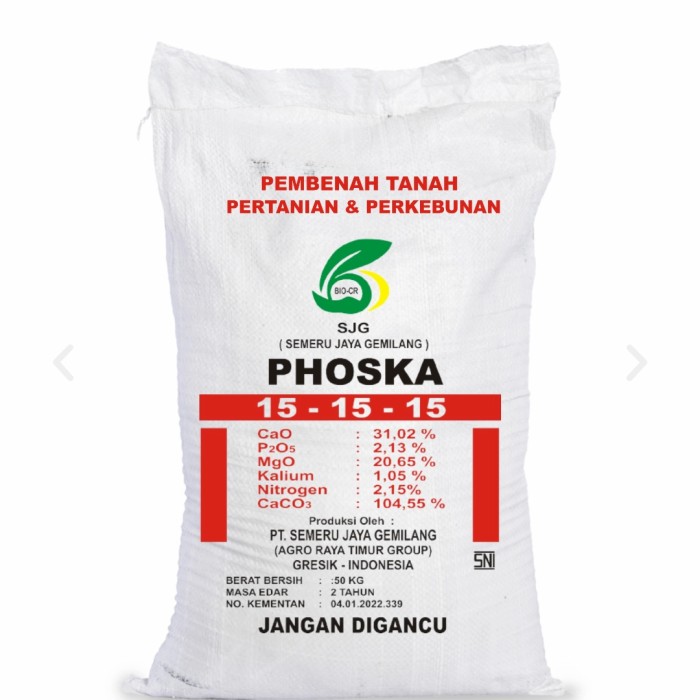 PEMBENAH TANAH
PERTANIAN & PERKEBUNAN
BIO-CR
SJG
( SEMERU JAYA GEMILANG )
PHOSKA
15 - 15 - 15
CaO : 31,02 %
P₂O₅ : 2,13 %
MgO : 20,65 %
Kalium : 1,05 %
Nitrogen : 2,15%
CaCO₃ : 104,55 %
Produksi Oleh :
PT. SEMERU JAYA GEMILANG
(AGRO RAYA TIMUR GROUP)
GRESIK - INDONESIA
SNI
BERAT BERSIH : :50 KG
MASA EDAR : 2 TAHUN
NO. KEMENTAN : 04.01.2022.339
JANGAN DIGANCU